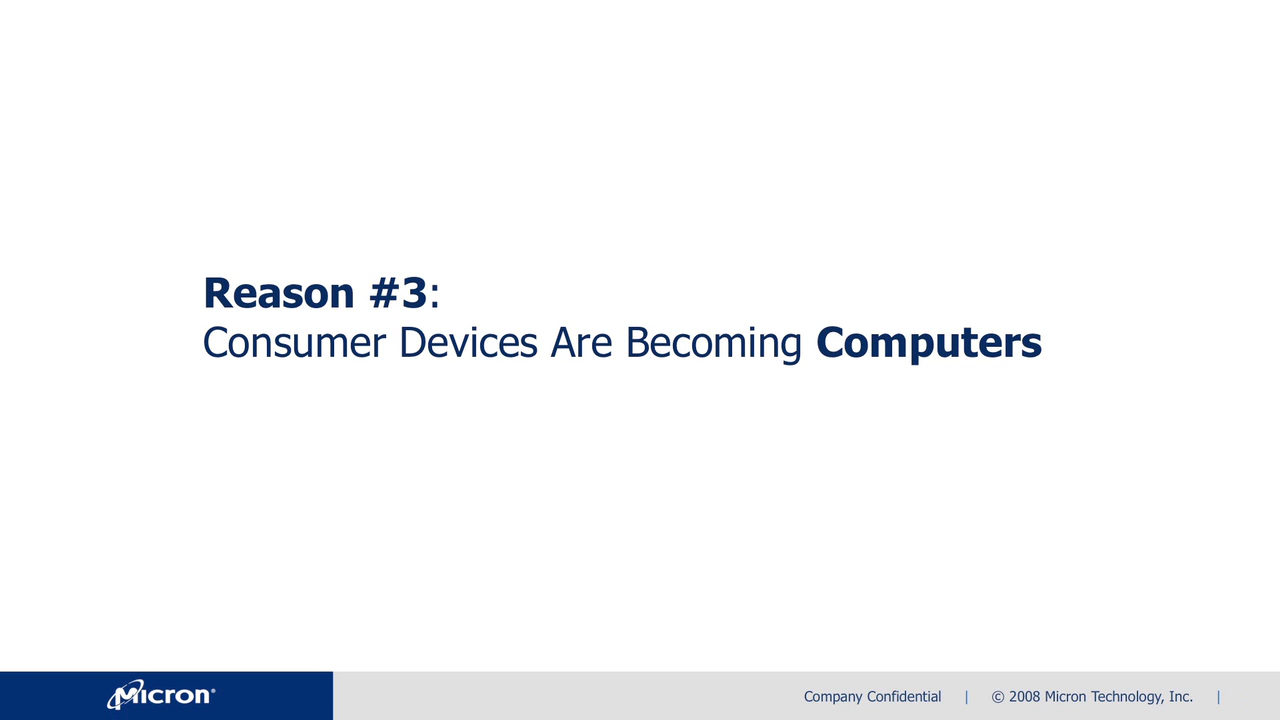 Reason #3:
Consumer Devices Are Becoming Computers
Micron®
Company Confidential | © 2008 Micron Technology, Inc. |